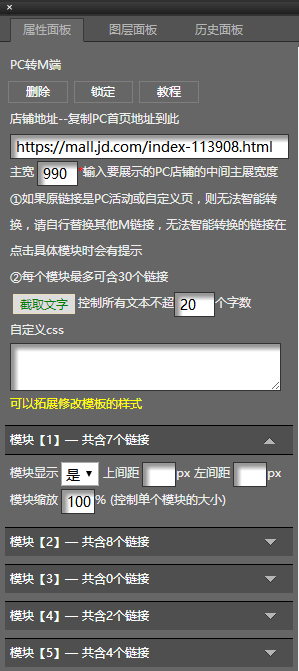 属性面板 图层面板 历史面板
PC转M端
删除 锁定 教程
店铺地址--复制PC首页地址到此
https://mall.jd.com/index-113908.html
主宽 990 *输入要展示的PC店铺的中间主展宽度
①如果原链接是PC活动或自定义页，则无法智能转
换，请自行替换其他M链接，无法智能转换的链接在
点击具体模块时会有提示
②每个模块最多可含30个链接
截取文字 控制所有文本不超 20 个字数
自定义css
可以拓展修改模板的样式
模块【1】— 共含7个链接
模块显示 是 上间距 px 左间距 px
模块缩放 100 % (控制单个模块的大小)
模块【2】— 共含8个链接
模块【3】— 共含0个链接
模块【4】— 共含2个链接
模块【5】— 共含4个链接